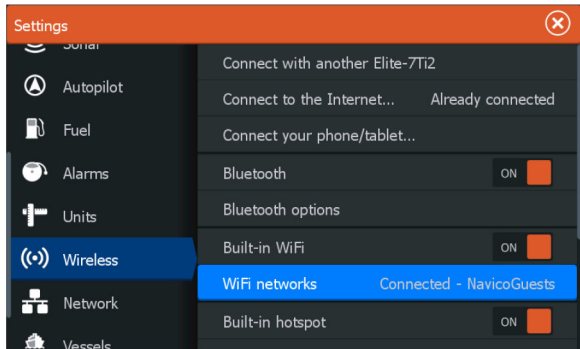 Settings
Sonar
Autopilot
Fuel
Alarms
Units
Wireless
Network
Vessels
Connect with another Elite-7Ti2
Connect to the Internet... Already connected
Connect your phone/tablet...
Bluetooth ON
Bluetooth options
Built-in WiFi ON
WiFi networks Connected - NavicoGuests
Built-in hotspot ON